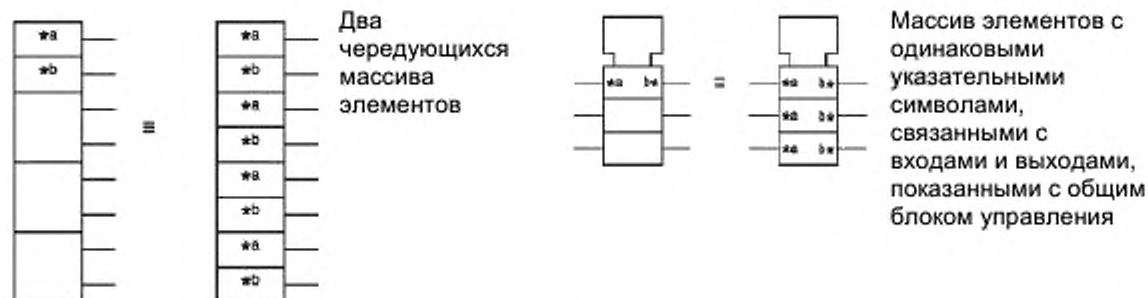 *a
*b
≡
*a
*b
*a
*b
*a
*b
*a
*b
Два
чередующихся
массива
элементов
*a b*
=
*a b*
*a b*
*a b*
Массив элементов с
одинаковыми
указательными
символами,
связанными с
входами и выходами,
показанными с общим
блоком управления